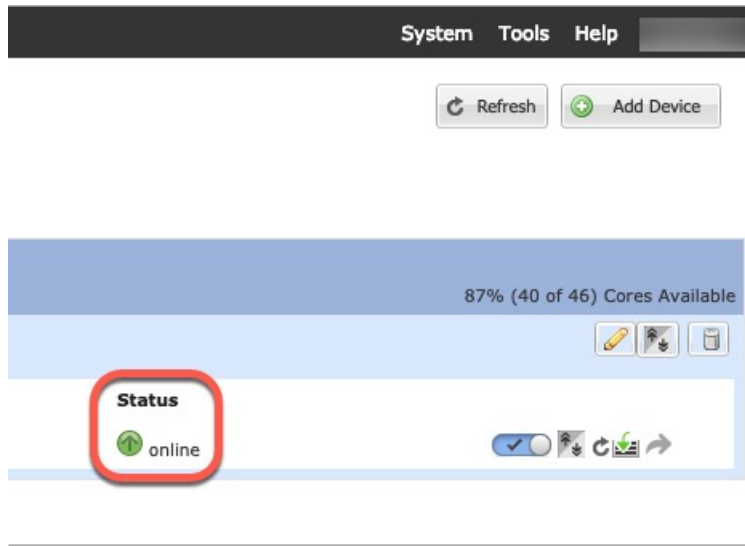 System Tools Help
Refresh Add Device
87% (40 of 46) Cores Available
Status
online